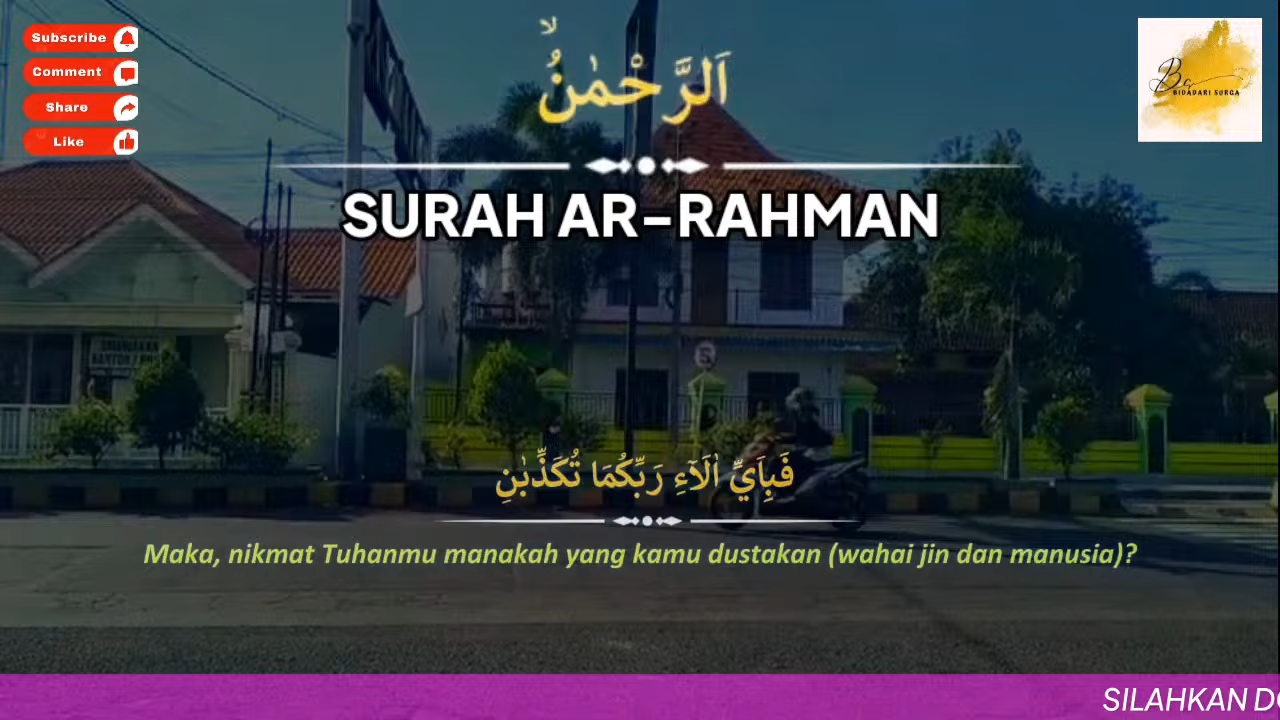 Subscribe
Comment
Share
Like
اَلرَّحْمٰنُۙ
BIDADARI SURGA
SURAH AR-RAHMAN
فَبِاَيِّ اٰلَاۤءِ رَبِّكُمَا تُكَذِّبٰنِ
Maka, nikmat Tuhanmu manakah yang kamu dustakan (wahai jin dan manusia)?
SILAHKAN